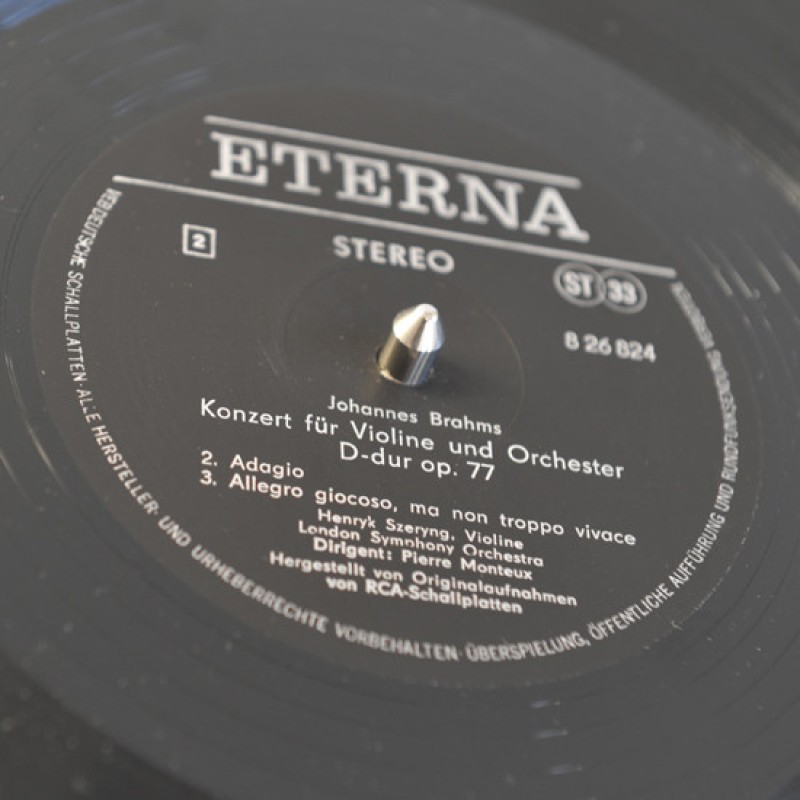 ETERNA
2
STEREO
ST 33
8 26 824
Johannes Brahms
Konzert für Violine und Orchester
D-dur op. 77
2. Adagio
3. Allegro giocoso, ma non troppo vivace
Henryk Szeryng, Violine
London Symphony Orchestra
Dirigent: Pierre Monteux
Hergestellt von Originalaufnahmen
von RCA-Schallplatten
VEB DEUTSCHE SCHALLPLATTEN · ALLE HERSTELLER- UND URHEBERRECHTE VORBEHALTEN · ÜBERSPIELUNG, ÖFFENTLICHE AUFFÜHRUNG UND